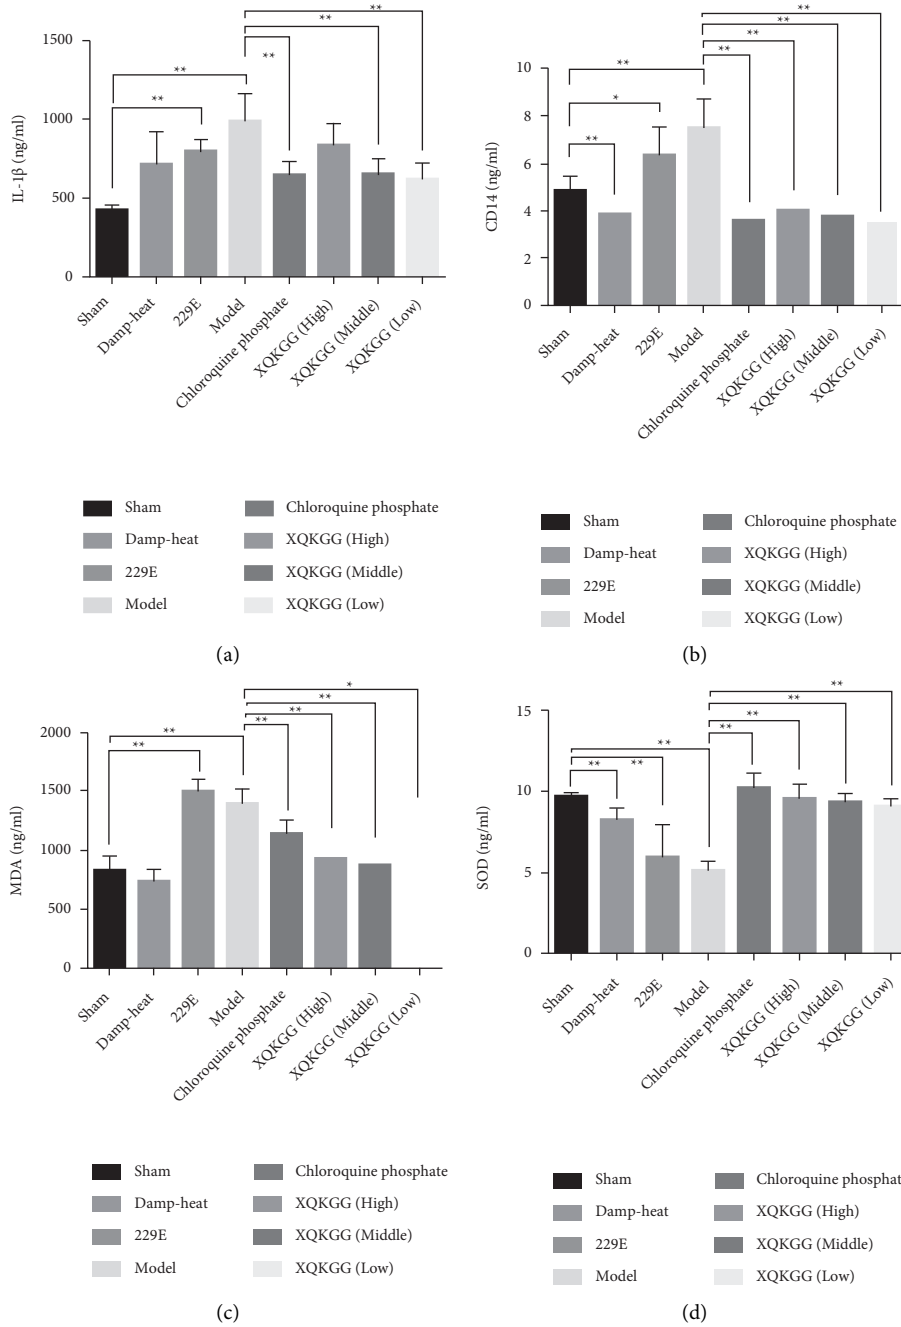 **
**
**
**
**
**
1500
1000
500
0
IL-1β (ng/ml)
Sham
Damp-heat
229E
Model
Chloroquine phosphate
XQKGG (High)
XQKGG (Middle)
XQKGG (Low)
Sham
Damp-heat
229E
Model
Chloroquine phosphate
XQKGG (High)
XQKGG (Middle)
XQKGG (Low)
(a)
**
**
**
**
**
*
**
10
8
6
4
2
0
CD14 (ng/ml)
Sham
Damp-heat
229E
Model
Chloroquine phosphate
XQKGG (High)
XQKGG (Middle)
XQKGG (Low)
Sham
Damp-heat
229E
Model
Chloroquine phosphate
XQKGG (High)
XQKGG (Middle)
XQKGG (Low)
(b)
*
**
**
**
**
**
2000
1500
1000
500
0
MDA (ng/ml)
Sham
Damp-heat
229E
Model
Chloroquine phosphate
XQKGG (High)
XQKGG (Middle)
XQKGG (Low)
Sham
Damp-heat
229E
Model
Chloroquine phosphate
XQKGG (High)
XQKGG (Middle)
XQKGG (Low)
(c)
**
**
**
**
**
**
**
15
10
5
0
SOD (ng/ml)
Sham
Damp-heat
229E
Model
Chloroquine phosphate
XQKGG (High)
XQKGG (Middle)
XQKGG (Low)
Sham
Damp-heat
229E
Model
Chloroquine phosphat
XQKGG (High)
XQKGG (Middle)
XQKGG (Low)
(d)